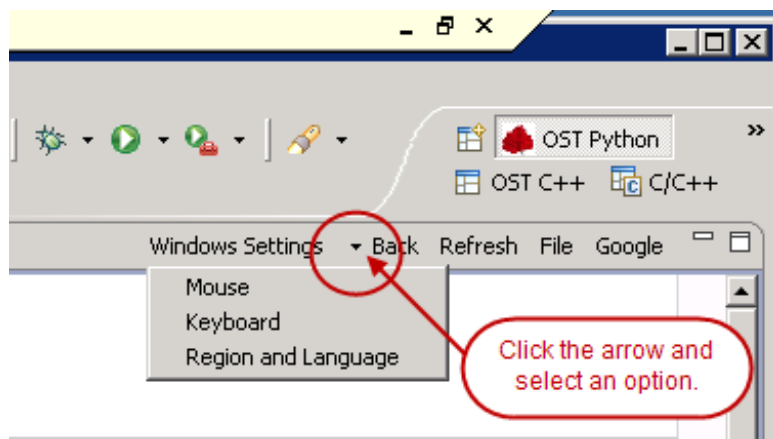 OST Python
»
OST C++ C/C++
Windows Settings Back Refresh File Google
Mouse
Keyboard
Region and Language
Click the arrow and
select an option.